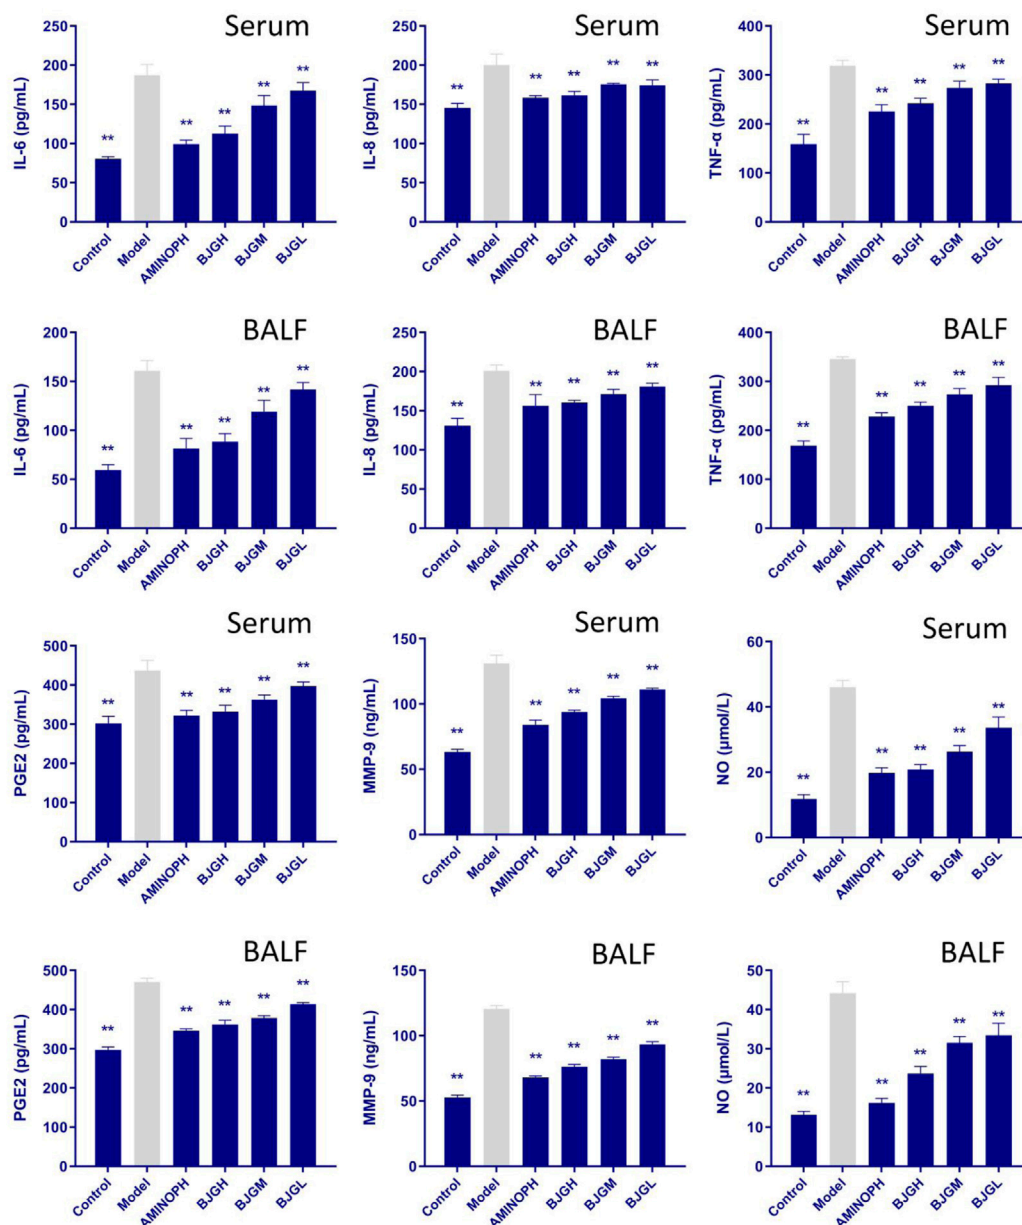 Serum
IL-6 (pg/mL)
250
200
150
100
50
0
** ** ** ** **
Control Model AMINOPH BJGH BJGM BJGL
Serum
IL-8 (pg/mL)
250
200
150
100
50
0
** ** ** ** **
Control Model AMINOPH BJGH BJGM BJGL
Serum
TNF-α (pg/mL)
400
300
200
100
0
** ** ** ** **
Control Model AMINOPH BJGH BJGM BJGL
BALF
IL-6 (pg/mL)
200
150
100
50
0
** ** ** ** **
Control Model AMINOPH BJGH BJGM BJGL
BALF
IL-8 (pg/mL)
250
200
150
100
50
0
** ** ** ** **
Control Model AMINOPH BJGH BJGM BJGL
BALF
TNF-α (pg/mL)
400
300
200
100
0
** ** ** ** **
Control Model AMINOPH BJGH BJGM BJGL
Serum
PGE2 (pg/mL)
500
400
300
200
100
0
** ** ** ** **
Control Model AMINOPH BJGH BJGM BJGL
Serum
MMP-9 (ng/mL)
150
100
50
0
** ** ** ** **
Control Model AMINOPH BJGH BJGM BJGL
Serum
NO (μmol/L)
60
40
20
0
** ** ** ** **
Control Model AMINOPH BJGH BJGM BJGL
BALF
PGE2 (pg/mL)
500
400
300
200
100
0
** ** ** ** **
Control Model AMINOPH BJGH BJGM BJGL
BALF
MMP-9 (ng/mL)
150
100
50
0
** ** ** ** **
Control Model AMINOPH BJGH BJGM BJGL
BALF
NO (μmol/L)
50
40
30
20
10
0
** ** ** ** **
Control Model AMINOPH BJGH BJGM BJGL